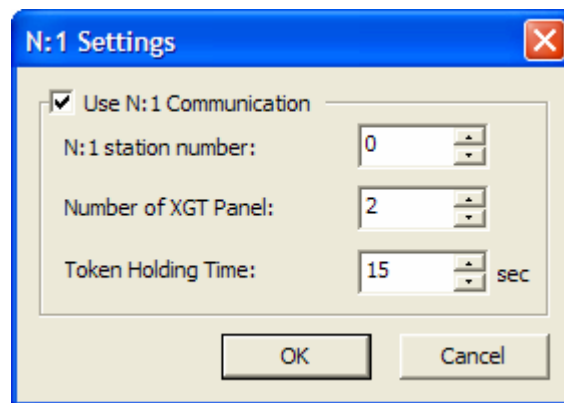 N:1 Settings
Use N:1 Communication
N:1 station number: 0
Number of XGT Panel: 2
Token Holding Time: 15 sec
OK Cancel